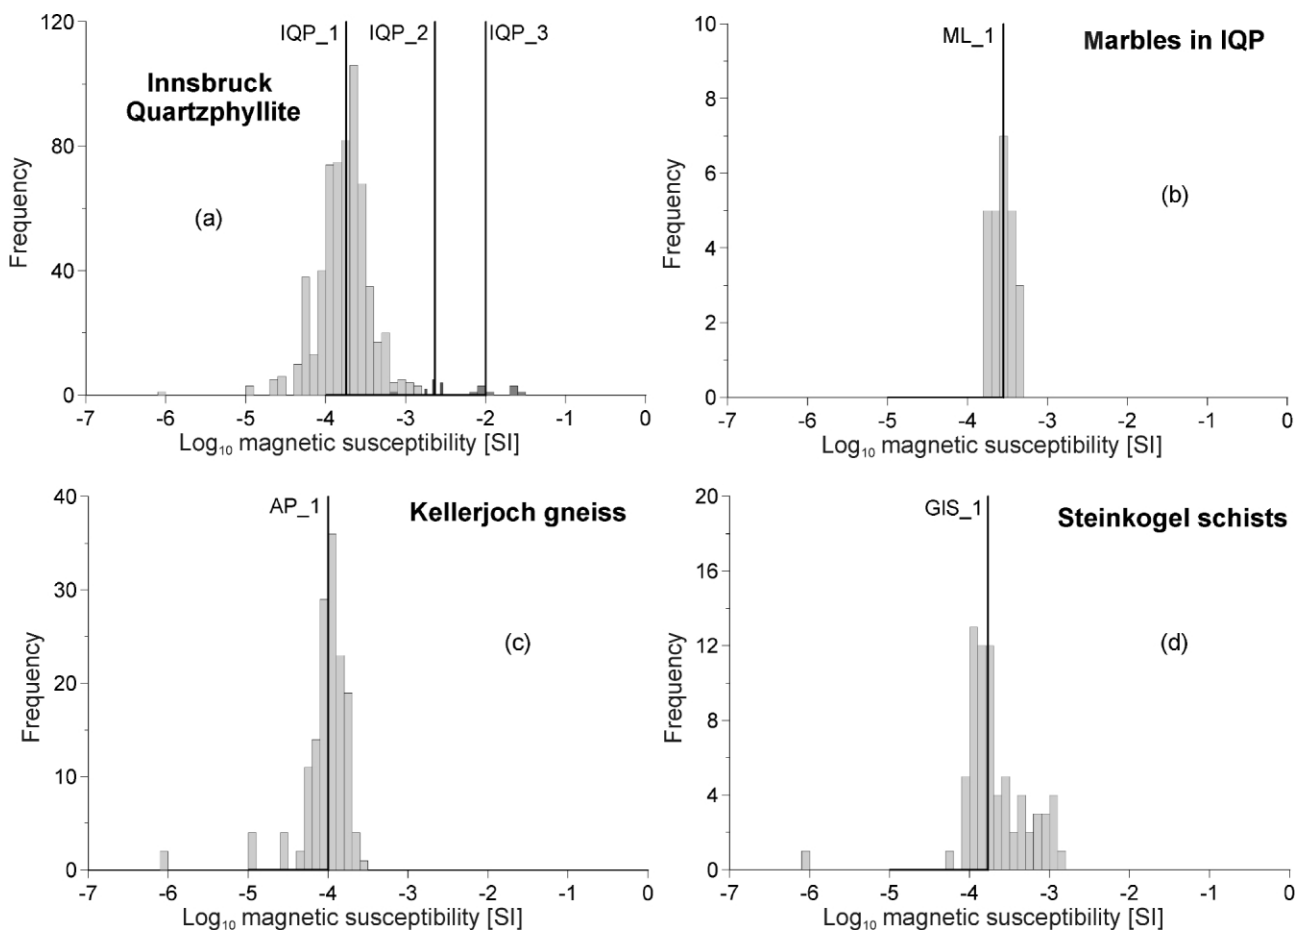 120
80
40
0
Frequency
IQP_1
IQP_2
IQP_3
Innsbruck
Quartzphyllite
(a)
-7 -6 -5 -4 -3 -2 -1 0
Log₁₀ magnetic susceptibility [SI]
10
8
6
4
2
0
Frequency
ML_1
Marbles in IQP
(b)
-7 -6 -5 -4 -3 -2 -1 0
Log₁₀ magnetic susceptibility [SI]
40
30
20
10
0
Frequency
AP_1
Kellerjoch gneiss
(c)
-7 -6 -5 -4 -3 -2 -1 0
Log₁₀ magnetic susceptibility [SI]
20
16
12
8
4
0
Frequency
GIS_1
Steinkogel schists
(d)
-7 -6 -5 -4 -3 -2 -1 0
Log₁₀ magnetic susceptibility [SI]